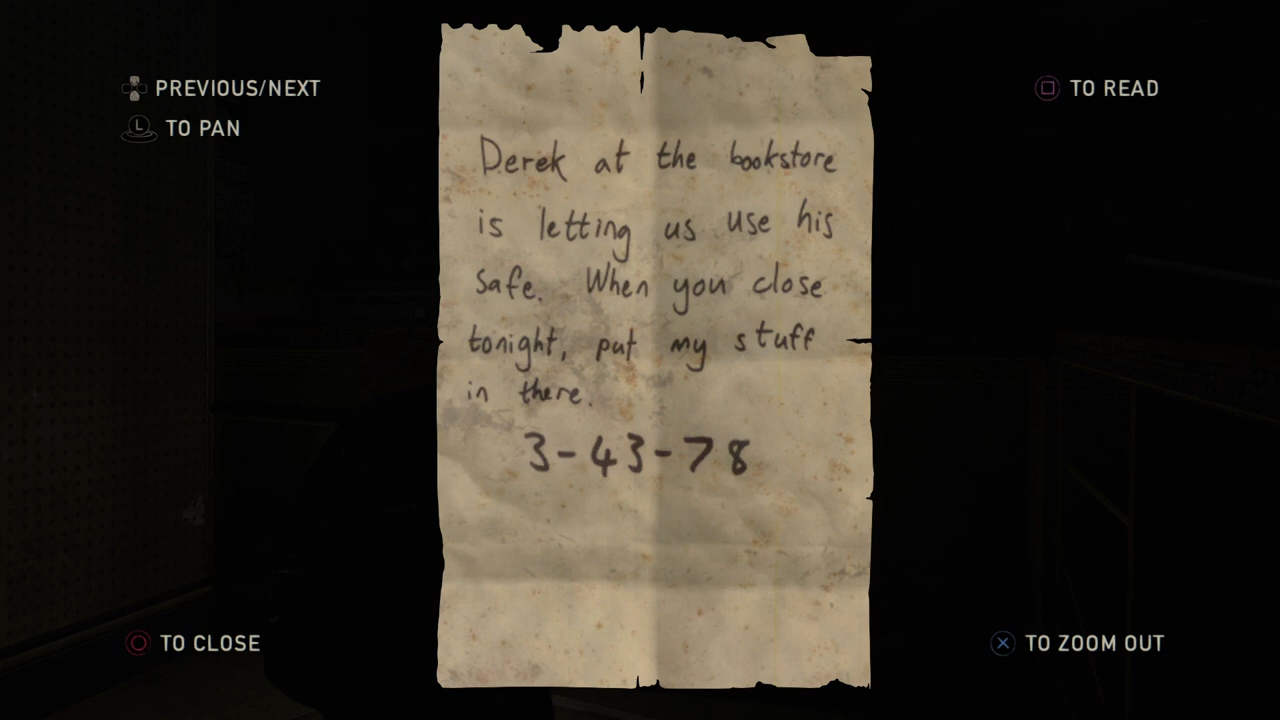 PREVIOUS/NEXT
L TO PAN
TO READ
Derek at the bookstore
is letting us use his
safe. When you close
tonight, put my stuff
in there.
3-43-78
TO CLOSE
TO ZOOM OUT